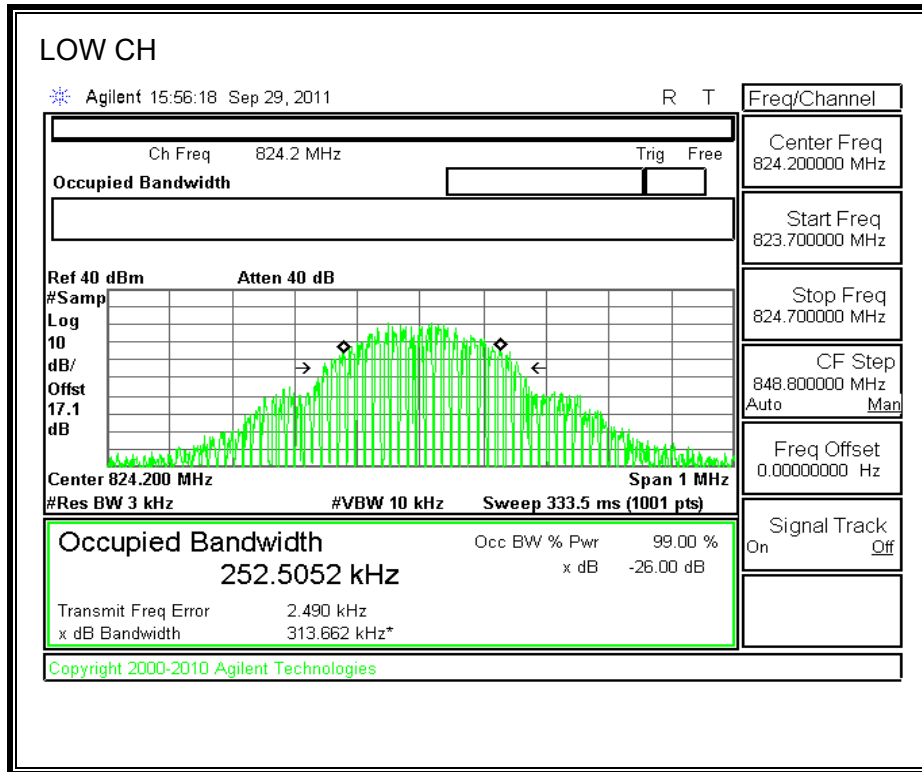 LOW CH
Agilent 15:56:18 Sep 29, 2011 R T
Freq/Channel
Ch Freq 824.2 MHz Trig Free
Occupied Bandwidth
Center Freq
824.200000 MHz
Start Freq
823.700000 MHz
Stop Freq
824.700000 MHz
CF Step
848.800000 MHz
Auto Man
Freq Offset
0.00000000 Hz
Signal Track
On Off
Ref 40 dBm Atten 40 dB
#Samp
Log
10
dB/
Offst
17.1
dB
Center 824.200 MHz Span 1 MHz
#Res BW 3 kHz #VBW 10 kHz Sweep 333.5 ms (1001 pts)
Occupied Bandwidth Occ BW % Pwr 99.00 %
252.5052 kHz x dB -26.00 dB
Transmit Freq Error 2.490 kHz
x dB Bandwidth 313.662 kHz*
Copyright 2000-2010 Agilent Technologies